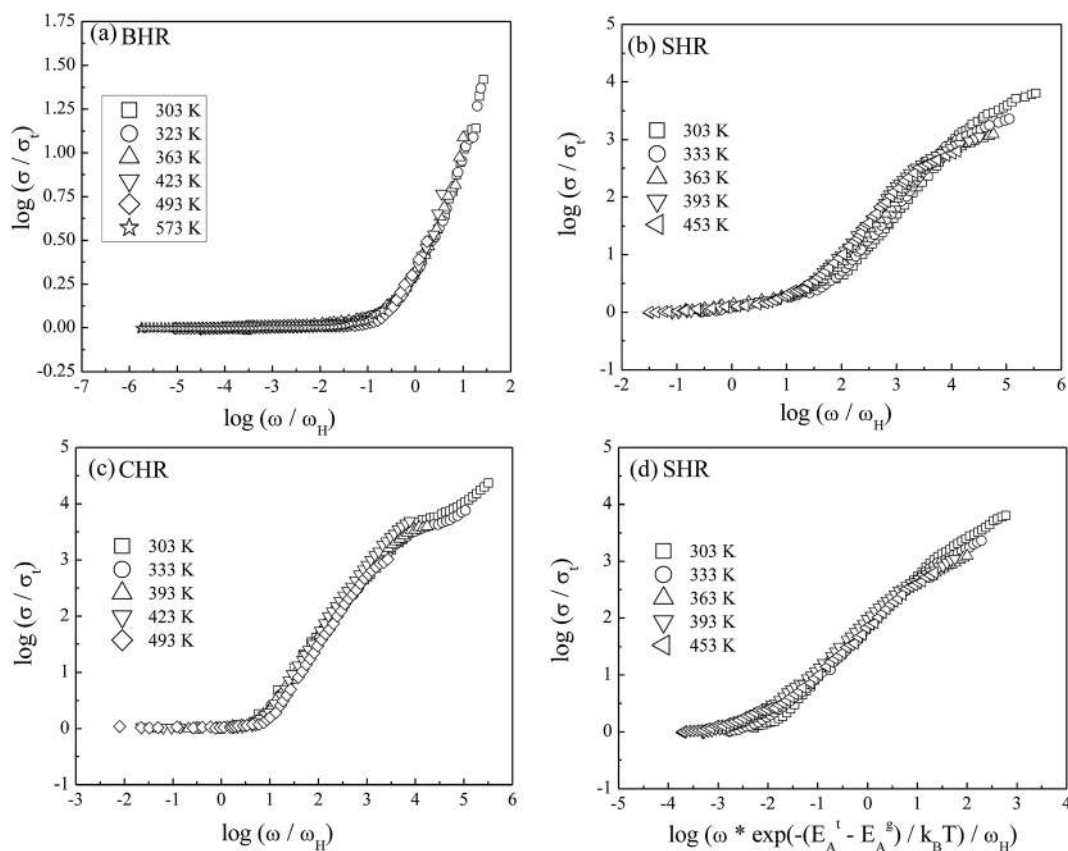 (a) BHR
303 K
323 K
363 K
423 K
493 K
573 K
1.75
1.50
1.25
1.00
0.75
0.50
0.25
0.00
-0.25
-7 -6 -5 -4 -3 -2 -1 0 1 2
log (σ / σt)
log (ω / ωH)
(b) SHR
303 K
333 K
363 K
393 K
453 K
5
4
3
2
1
0
-1
-2 -1 0 1 2 3 4 5 6
log (σ / σt)
log (ω / ωH)
(c) CHR
303 K
333 K
393 K
423 K
493 K
5
4
3
2
1
0
-1
-3 -2 -1 0 1 2 3 4 5 6
log (σ / σt)
log (ω / ωH)
(d) SHR
303 K
333 K
363 K
393 K
453 K
5
4
3
2
1
0
-1
-5 -4 -3 -2 -1 0 1 2 3 4
log (σ / σt)
log (ω * exp(-(EA^t - EA^g) / kBT) / ωH)